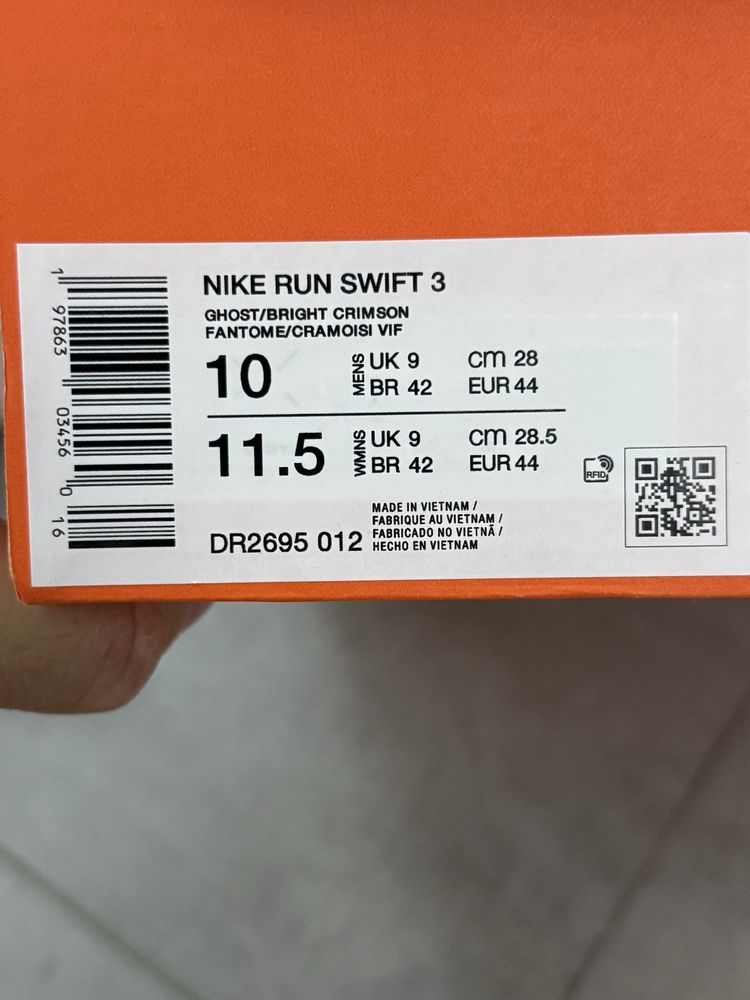 NIKE RUN SWIFT 3
GHOST/BRIGHT CRIMSON
FANTOME/CRAMOISI VIF
10 MENS UK 9 cm 28
BR 42 EUR 44
11.5 WMNS UK 9 cm 28.5
BR 42 EUR 44
RFID
DR2695 012
MADE IN VIETNAM /
FABRIQUE AU VIETNAM /
FABRICADO NO VIETNÃ /
HECHO EN VIETNAM
1 97863 03456 0 16